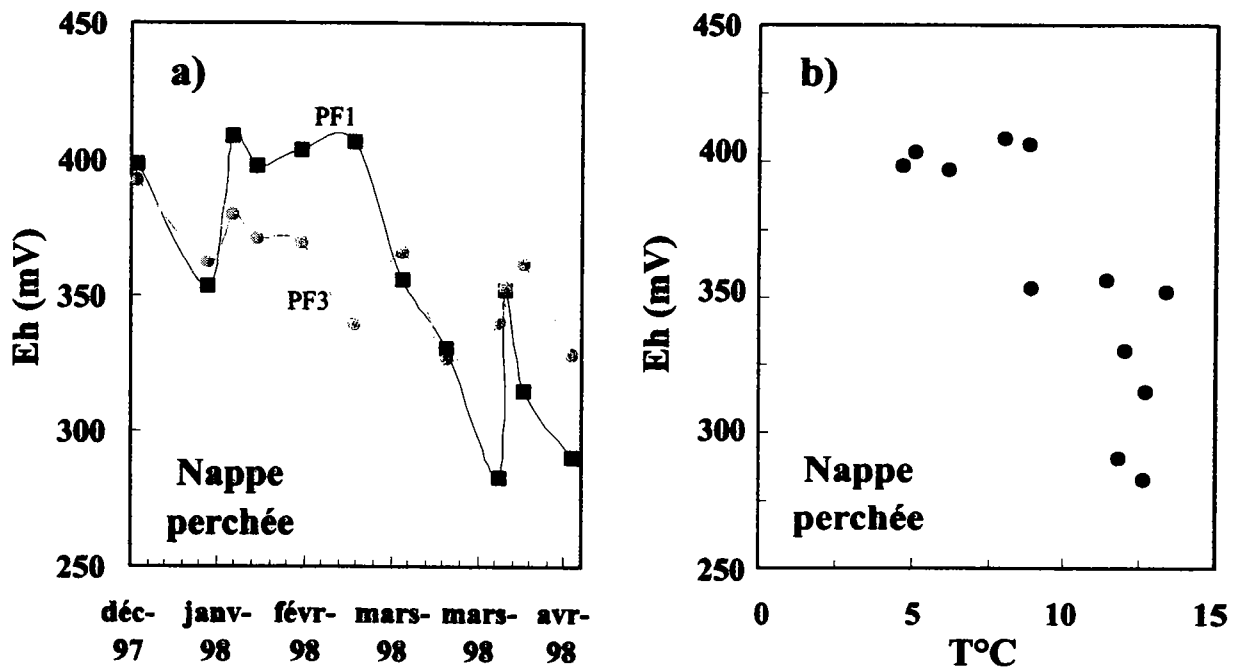 450
400
350
300
250
Eh (mV)
a)
PF1
PF3
Nappe
perchée
déc- janv- févr- mars- mars- avr-
97 98 98 98 98 98
450
400
350
300
250
Eh (mV)
b)
Nappe
perchée
0 5 10 15
T°C